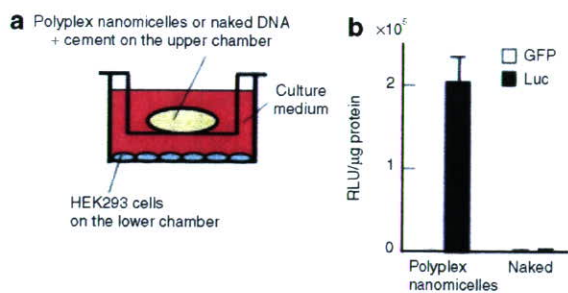 a
Polyplex nanomicelles or naked DNA
+ cement on the upper chamber
Culture
medium
HEK293 cells
on the lower chamber
b
×10⁵
GFP
Luc
RLU/µg protein
2
1
0
Polyplex
nanomicelles
Naked